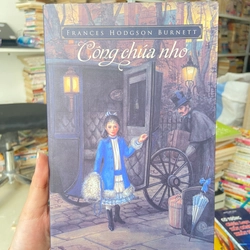 FRANCES HODGSON BURNETT
Công chúa nhỏ